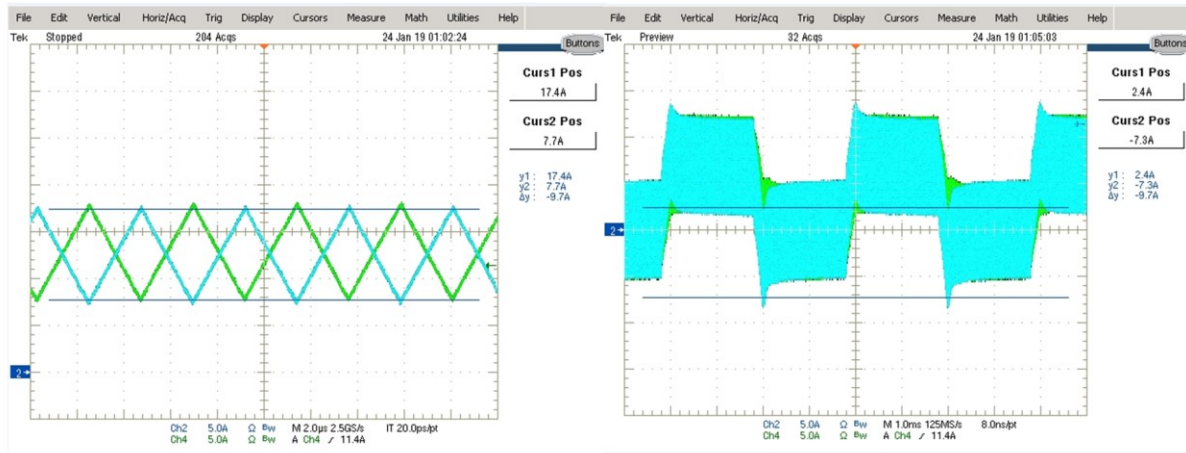 File Edit Vertical Horiz/Acq Trig Display Cursors Measure Math Utilities Help
Tek Stopped 204 Acqs 24 Jan 19 01:02:24
Buttons
Curs1 Pos
17.4A
Curs2 Pos
7.7A
y1 : 17.4A
y2 : 7.7A
Δy : -9.7A
2
Ch2 5.0A Ω Bw M 2.0µs 2.5GS/s IT 20.0ps/pt
Ch4 5.0A Ω Bw A Ch4 / 11.4A
File Edit Vertical Horiz/Acq Trig Display Cursors Measure Math Utilities Help
Tek Preview 32 Acqs 24 Jan 19 01:05:03
Buttons
Curs1 Pos
2.4A
Curs2 Pos
-7.3A
y1 : 2.4A
y2 : -7.3A
Δy : -9.7A
2
Ch2 5.0A Ω Bw M 1.0ms 125MS/s 8.0ns/pt
Ch4 5.0A Ω Bw A Ch4 / 11.4A